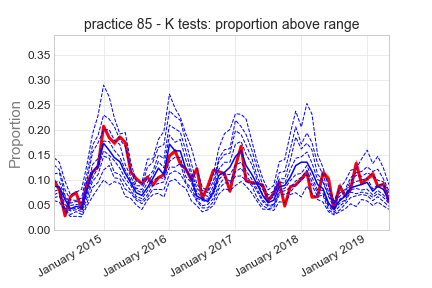 practice 85 - K tests: proportion above range
Proportion
0.35
0.30
0.25
0.20
0.15
0.10
0.05
0.00
January 2015
January 2016
January 2017
January 2018
January 2019